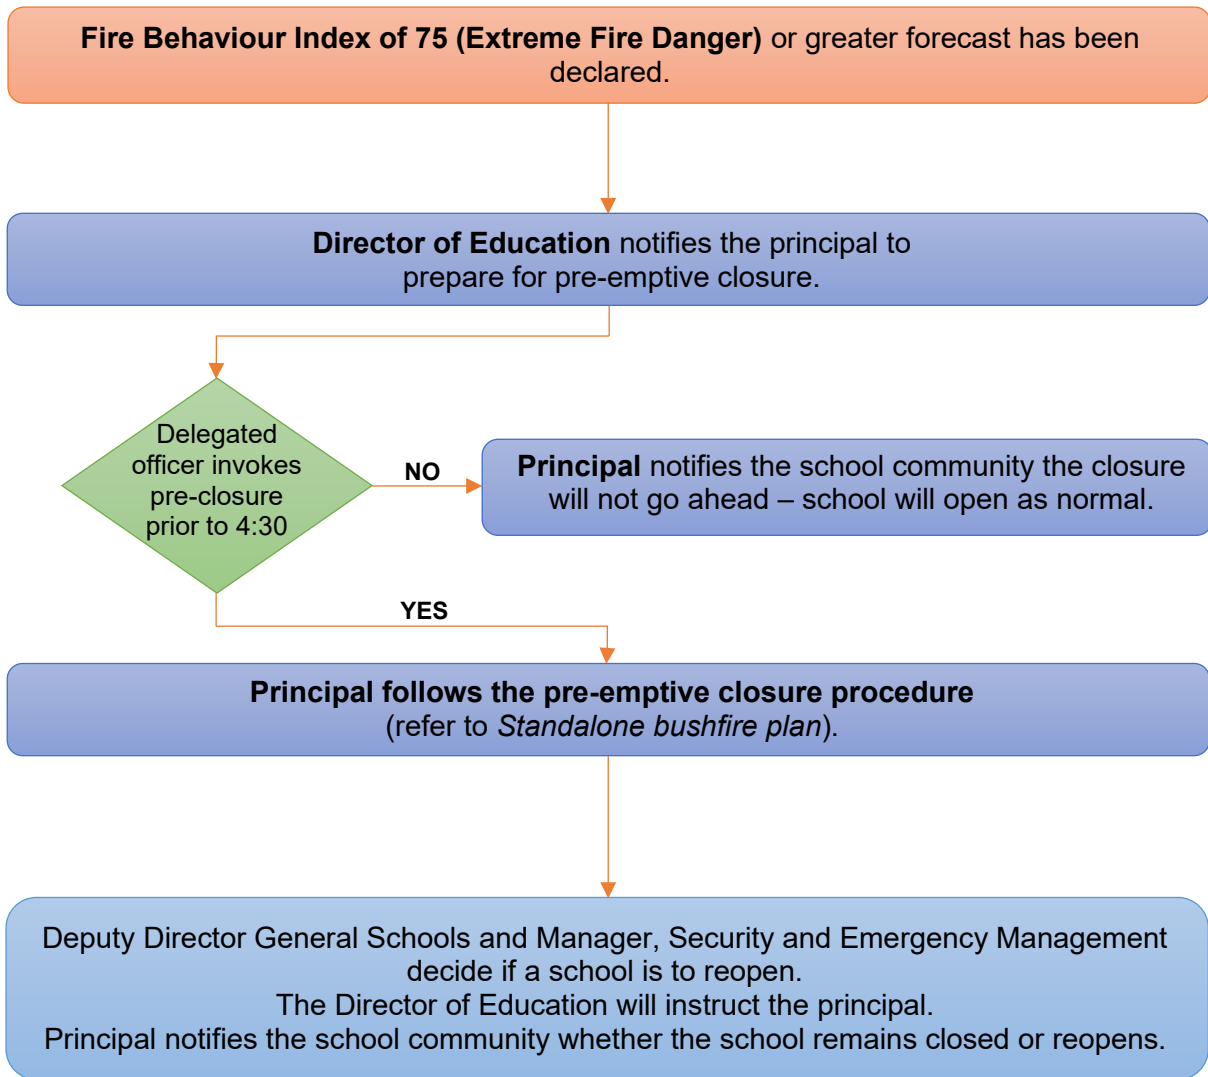 Fire Behaviour Index of 75 (Extreme Fire Danger) or greater forecast has been
declared.
Director of Education notifies the principal to
prepare for pre-emptive closure.
Delegated
officer invokes
pre-closure
prior to 4:30
NO
Principal notifies the school community the closure
will not go ahead – school will open as normal.
YES
Principal follows the pre-emptive closure procedure
(refer to Standalone bushfire plan).
Deputy Director General Schools and Manager, Security and Emergency Management
decide if a school is to reopen.
The Director of Education will instruct the principal.
Principal notifies the school community whether the school remains closed or reopens.